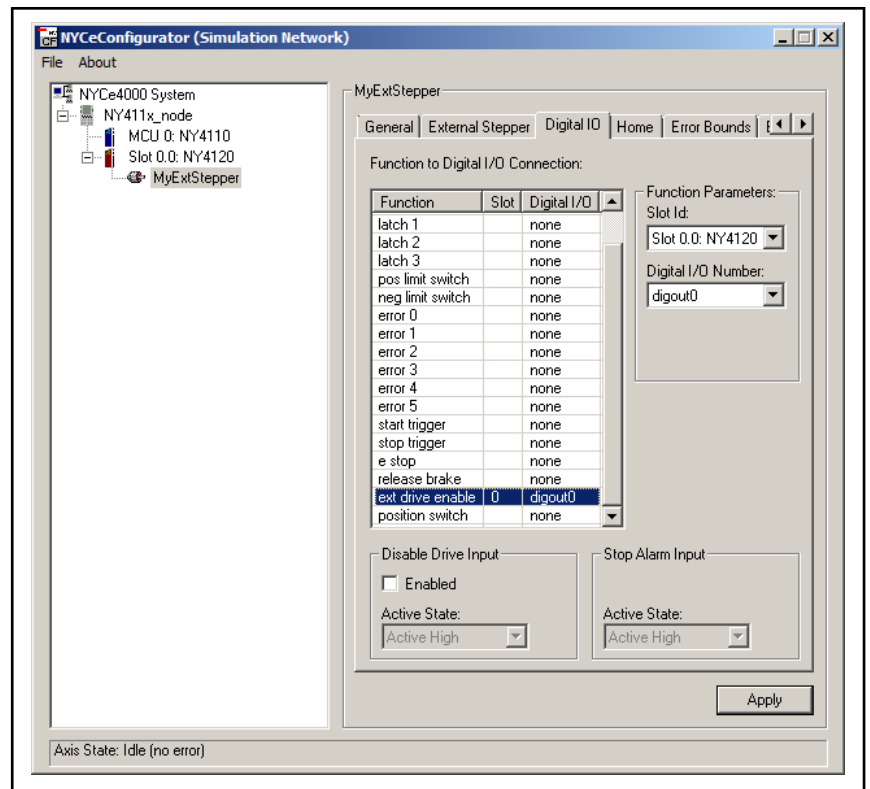 NYCeConfigurator (Simulation Network)
File About
NYCe4000 System
NY411x_node
MCU 0: NY4110
Slot 0.0: NY4120
MyExtStepper
MyExtStepper
General External Stepper Digital IO Home Error Bounds
Function to Digital I/O Connection:
Function Slot Digital I/O
latch 1 none
latch 2 none
latch 3 none
pos limit switch none
neg limit switch none
error 0 none
error 1 none
error 2 none
error 3 none
error 4 none
error 5 none
start trigger none
stop trigger none
e stop none
release brake none
ext drive enable 0 digout0
position switch none
Function Parameters:
Slot Id:
Slot 0.0: NY4120
Digital I/O Number:
digout0
Disable Drive Input
Enabled
Active State:
Active High
Stop Alarm Input
Active State:
Active High
Apply
Axis State: Idle (no error)